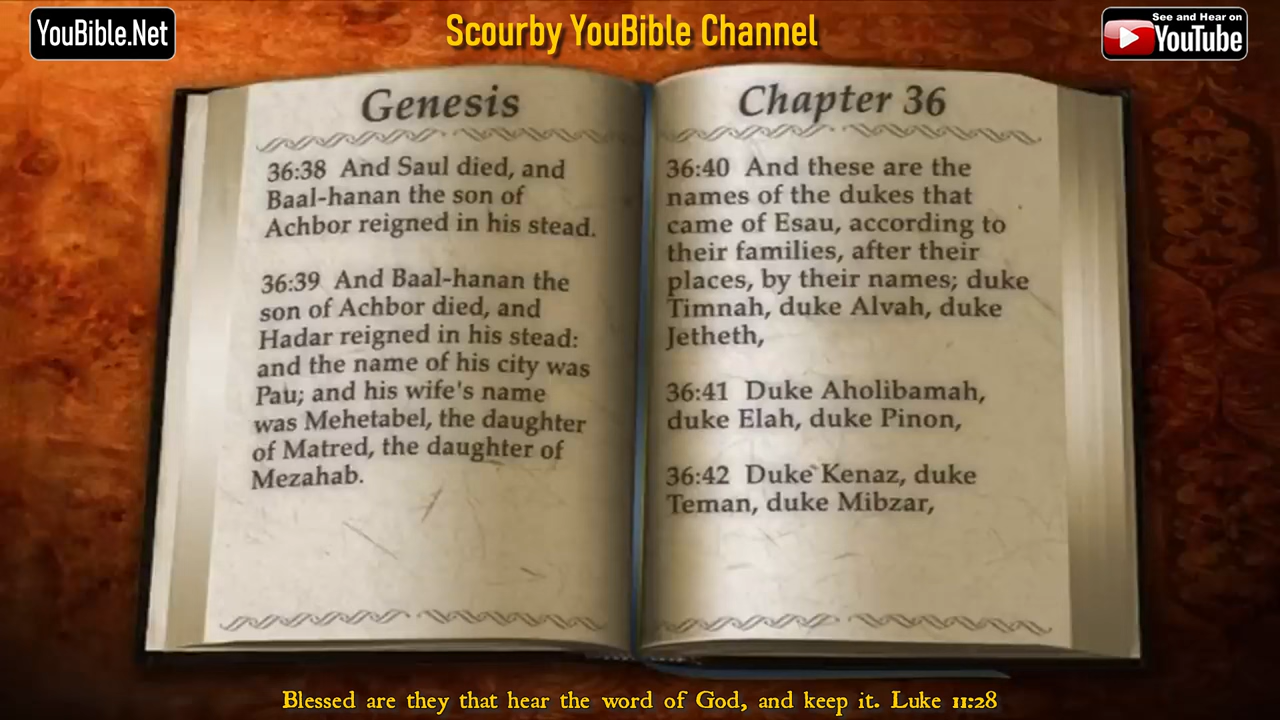 YouBible.Net
Scourby YouBible Channel
See and Hear on
YouTube
Genesis
36:38 And Saul died, and
Baal-hanan the son of
Achbor reigned in his stead.
36:39 And Baal-hanan the
son of Achbor died, and
Hadar reigned in his stead:
and the name of his city was
Pau; and his wife's name
was Mehetabel, the daughter
of Matred, the daughter of
Mezahab.
Chapter 36
36:40 And these are the
names of the dukes that
came of Esau, according to
their families, after their
places, by their names; duke
Timnah, duke Alvah, duke
Jetheth,
36:41 Duke Aholibamah,
duke Elah, duke Pinon,
36:42 Duke Kenaz, duke
Teman, duke Mibzar,
Blessed are they that hear the word of God, and keep it. Luke 11:28